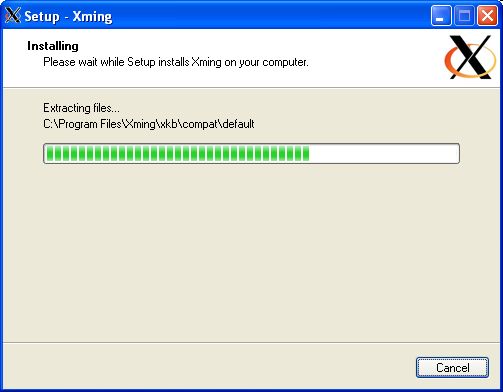 Setup - Xming
Installing
Please wait while Setup installs Xming on your computer.
Extracting files...
C:\Program Files\Xming\xkb\compat\default
Cancel